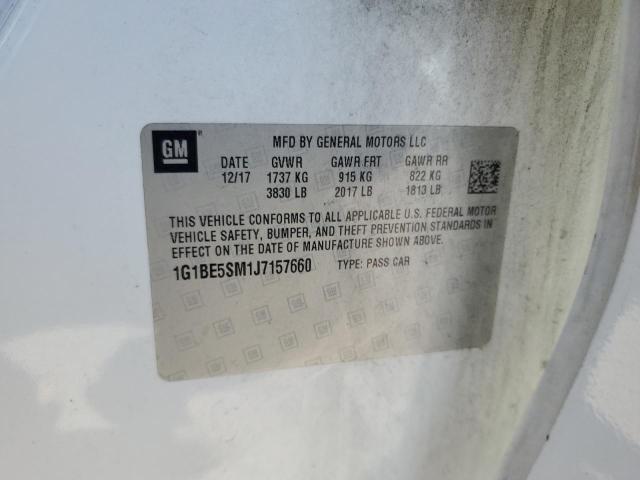 GM
MFD BY GENERAL MOTORS LLC
DATE GVWR GAWR FRT GAWR RR
12/17 1737 KG 915 KG 822 KG
3830 LB 2017 LB 1813 LB
THIS VEHICLE CONFORMS TO ALL APPLICABLE U.S. FEDERAL MOTOR
VEHICLE SAFETY, BUMPER, AND THEFT PREVENTION STANDARDS IN
EFFECT ON THE DATE OF MANUFACTURE SHOWN ABOVE.
1G1BE5SM1J7157660 TYPE: PASS CAR